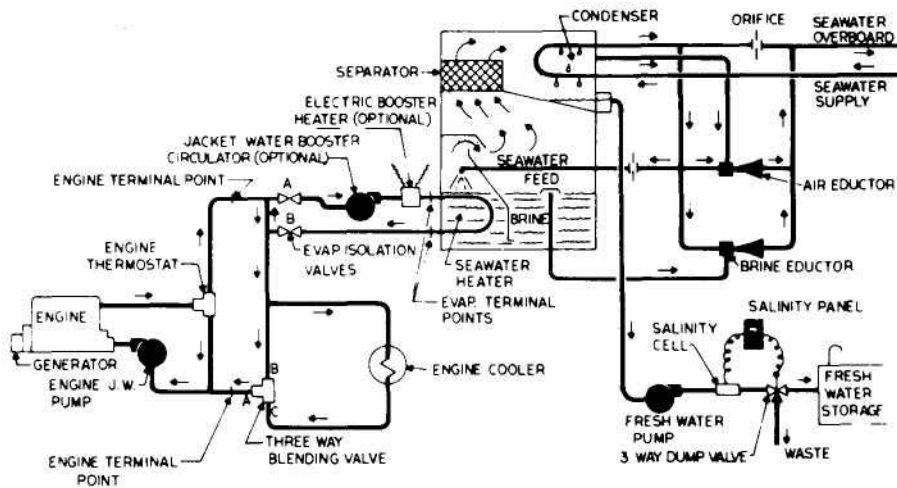 CONDENSER
ORIFICE
SEAWATER
OVERBOARD
SEPARATOR
SEAWATER
SUPPLY
ELECTRIC BOOSTER
HEATER (OPTIONAL)
JACKET WATER BOOSTER
CIRCULATOR (OPTIONAL)
ENGINE TERMINAL POINT
A
SEAWATER
FEED
AIR EDUCTOR
B
BRINE
ENGINE
THERMOSTAT
EVAP ISOLATION
VALVES
SEAWATER
HEATER
BRINE EDUCTOR
EVAP. TERMINAL
POINTS
SALINITY PANEL
ENGINE
SALINITY
CELL
GENERATOR
ENGINE J.W.
PUMP
B
ENGINE COOLER
A
C
FRESH
WATER
STORAGE
THREE WAY
BLENDING VALVE
FRESH WATER
PUMP
3 WAY DUMP VALVE
WASTE
ENGINE TERMINAL
POINT